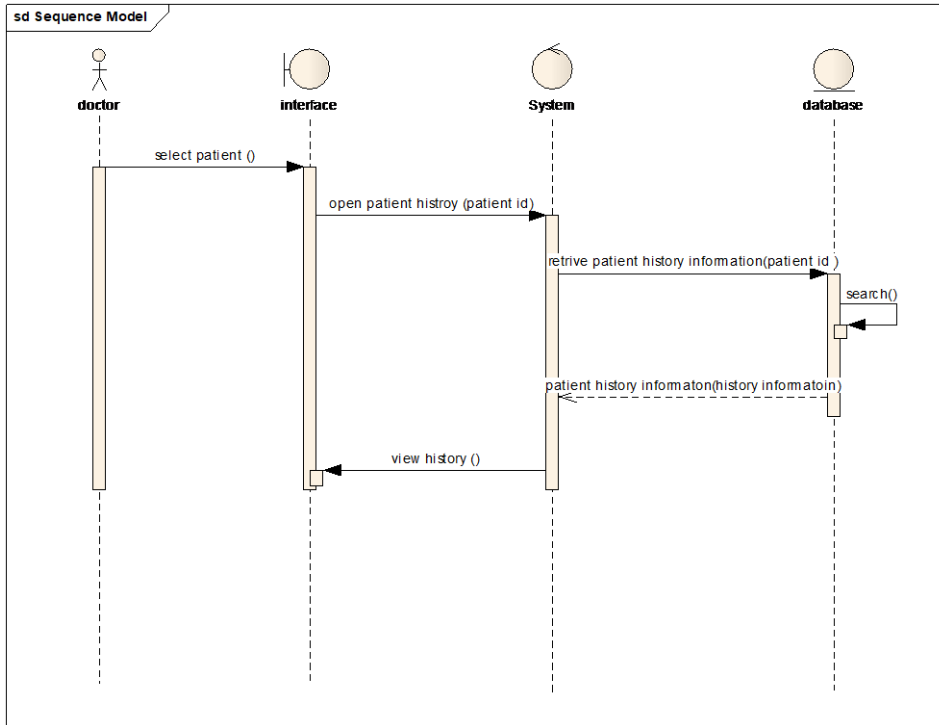 sd Sequence Model
doctor
interface
System
database
select patient ()
open patient histroy (patient id)
retrive patient history information(patient id )
search()
patient history informaton(history informatoin)
view history ()